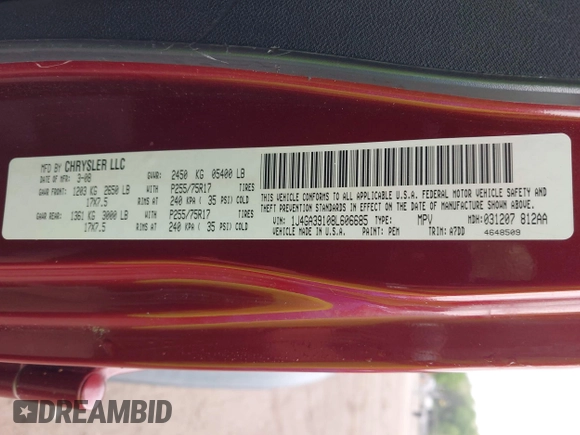 MFD BY CHRYSLER LLC
DATE OF MFR: 3-08 GVWR: 2450 KG 05400 LB
GAWR FRONT: 1203 KG 2650 LB WITH P255/75R17 TIRES
17X7.5 RIMS AT 240 KPA ( 35 PSI) COLD
GAWR REAR: 1361 KG 3000 LB WITH P255/75R17 TIRES
17X7.5 RIMS AT 240 KPA ( 35 PSI) COLD
THIS VEHICLE CONFORMS TO ALL APPLICABLE U.S.A. FEDERAL MOTOR VEHICLE SAFETY AND
THEFT PREVENTION STANDARDS IN EFFECT ON THE DATE OF MANUFACTURE SHOWN ABOVE.
VIN: 1J4GA39108L606685 TYPE: MPV MDH: 031207 812AA
VEHICLE MADE IN U.S.A. PAINT: PEM TRIM: A7DD 4648509
DREAMBID